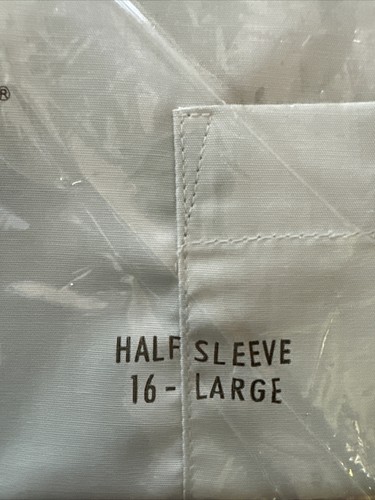 ®
HALF SLEEVE
16 - LARGE